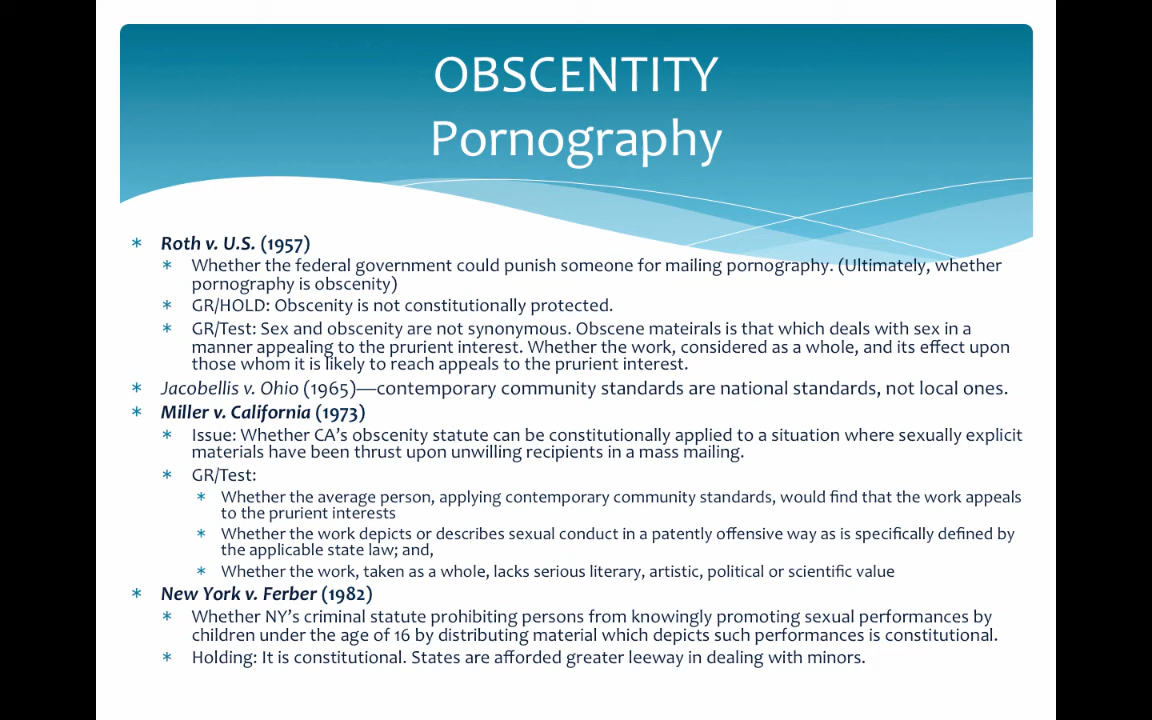 OBSCENTITY
Pornography
* Roth v. U.S. (1957)
* Whether the federal government could punish someone for mailing pornography. (Ultimately, whether
pornography is obscenity)
* GR/HOLD: Obscenity is not constitutionally protected.
* GR/Test: Sex and obscenity are not synonymous. Obscene mateirals is that which deals with sex in a
manner appealing to the prurient interest. Whether the work, considered as a whole, and its effect upon
those whom it is likely to reach appeals to the prurient interest.
* Jacobellis v. Ohio (1965)—contemporary community standards are national standards, not local ones.
* Miller v. California (1973)
* Issue: Whether CA’s obscenity statute can be constitutionally applied to a situation where sexually explicit
materials have been thrust upon unwilling recipients in a mass mailing.
* GR/Test:
* Whether the average person, applying contemporary community standards, would find that the work appeals
to the prurient interests
* Whether the work depicts or describes sexual conduct in a patently offensive way as is specifically defined by
the applicable state law; and,
* Whether the work, taken as a whole, lacks serious literary, artistic, political or scientific value
* New York v. Ferber (1982)
* Whether NY’s criminal statute prohibiting persons from knowingly promoting sexual performances by
children under the age of 16 by distributing material which depicts such performances is constitutional.
* Holding: It is constitutional. States are afforded greater leeway in dealing with minors.